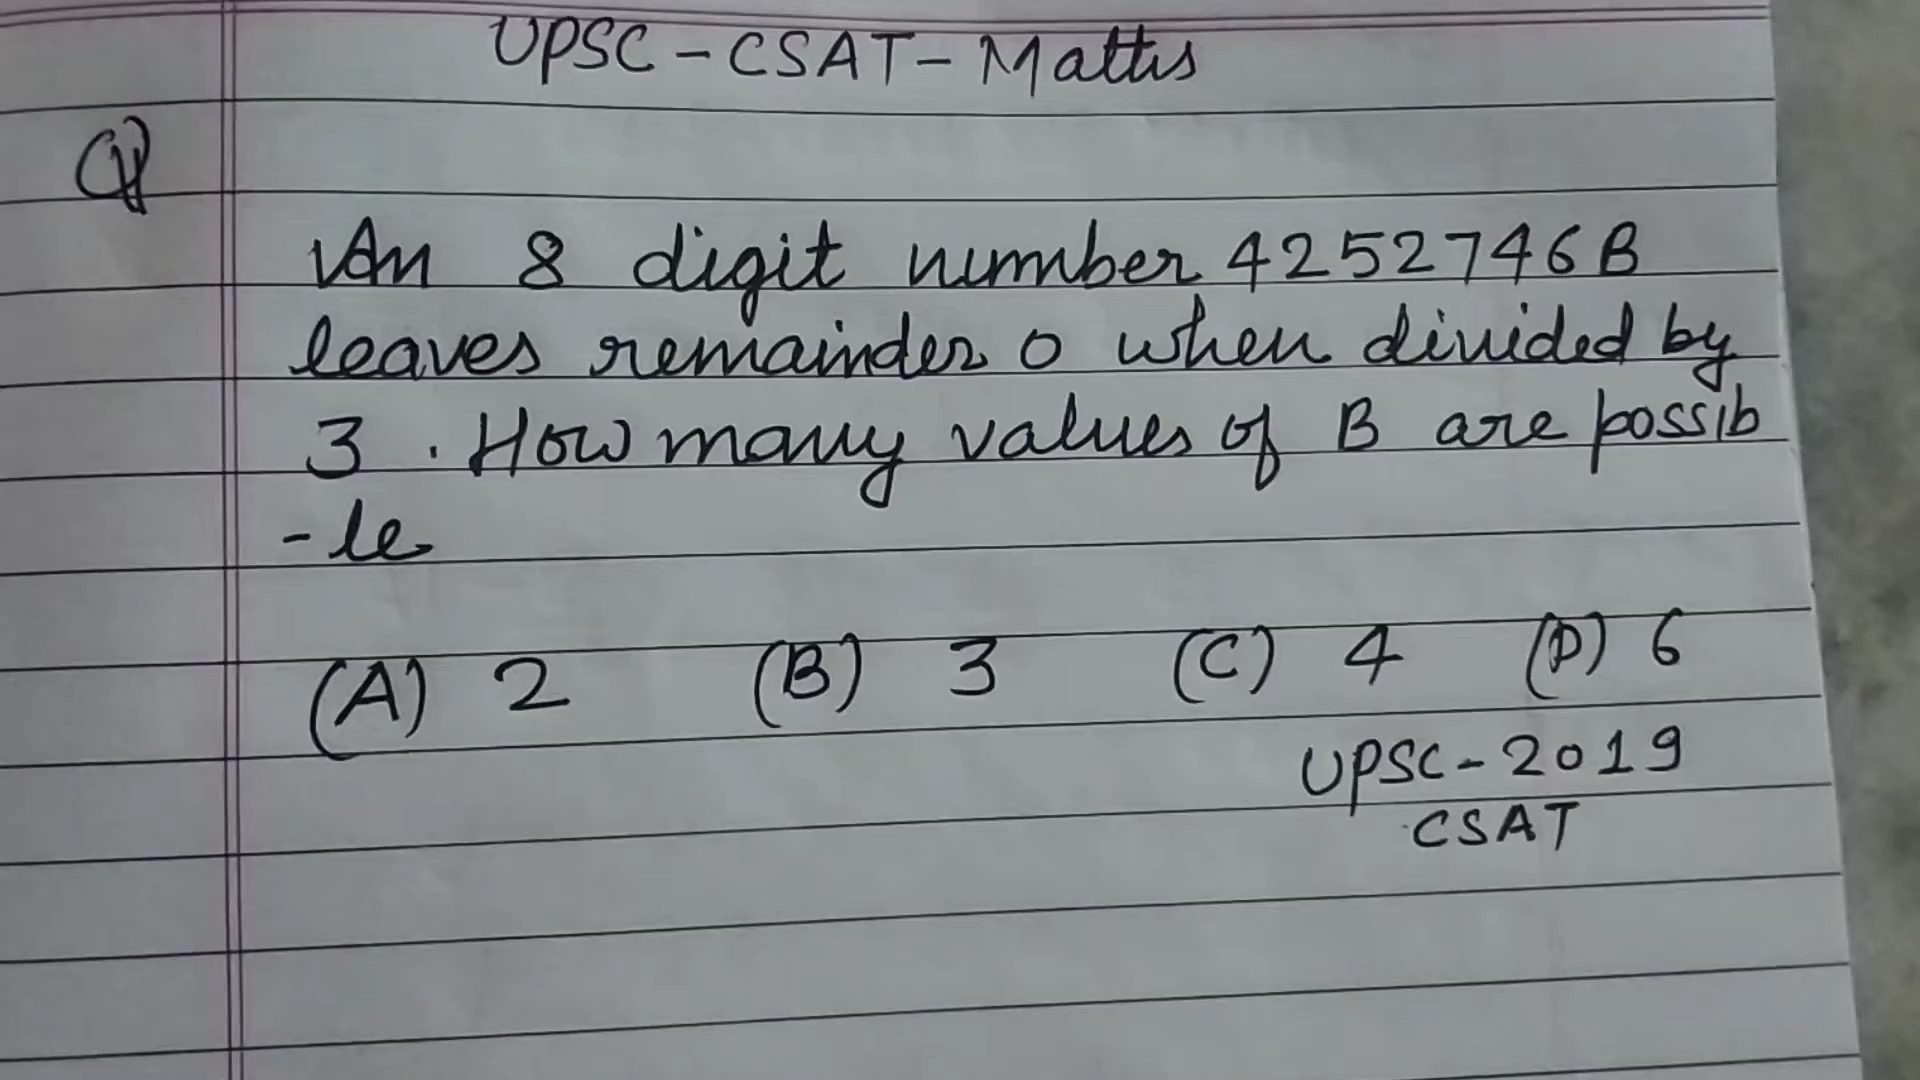 UPSC - CSAT - Maths
Q
An 8 digit number 4252746B
leaves remainder 0 when divided by
3 . How many values of B are possib
- le
(A) 2 (B) 3 (C) 4 (D) 6
UPSC - 2019
CSAT